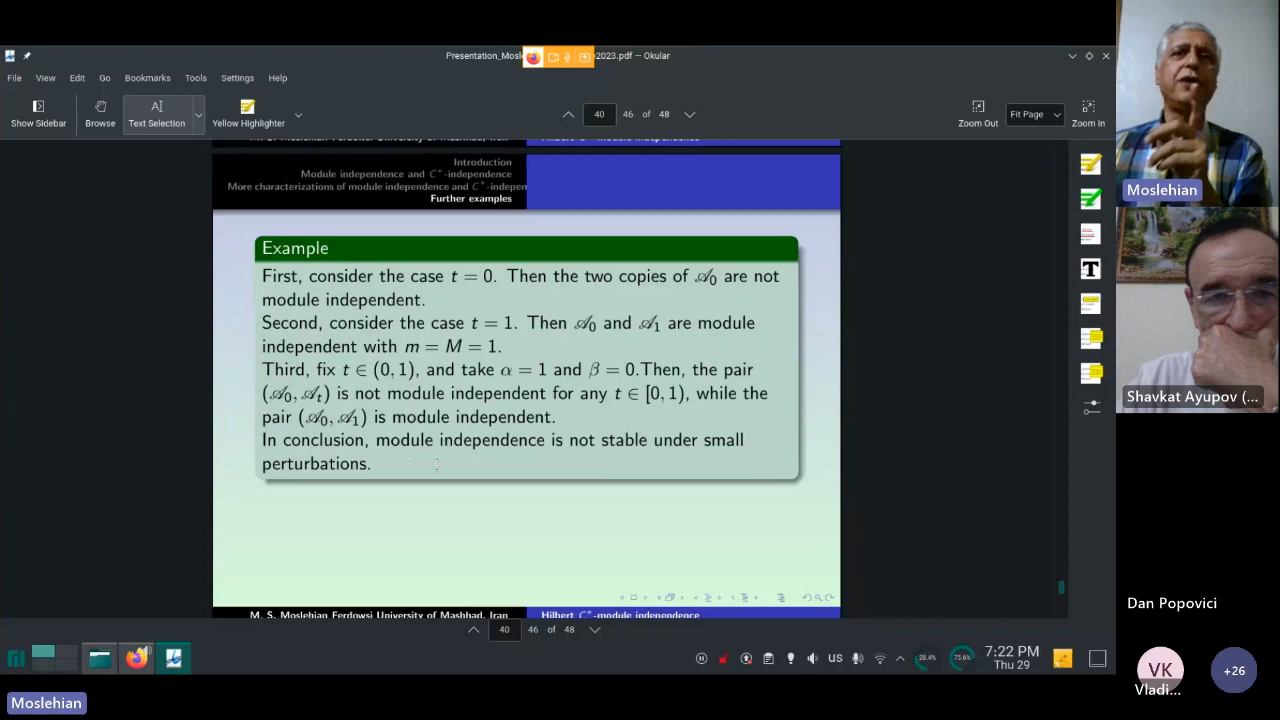 Presentation_Mosl
2023.pdf — Okular
File View Edit Go Bookmarks Tools Settings Help
Show Sidebar Browse Text Selection Yellow Highlighter 40 46 of 48 Zoom Out Fit Page Zoom In
Introduction
Module independence and C*-independence
More characterizations of module independence and C*-indepen
Further examples
Example
First, consider the case t = 0. Then the two copies of 𝒜₀ are not
module independent.
Second, consider the case t = 1. Then 𝒜₀ and 𝒜₁ are module
independent with m = M = 1.
Third, fix t ∈ (0, 1), and take α = 1 and β = 0.Then, the pair
(𝒜₀, 𝒜ₜ) is not module independent for any t ∈ [0, 1), while the
pair (𝒜₀, 𝒜₁) is module independent.
In conclusion, module independence is not stable under small
perturbations.
M. S. Moslehian Ferdowsi University of Mashhad, Iran
Hilbert C*-module independence
40 46 of 48
28.4% 75.6%
US
7:22 PM
Thu 29
Moslehian
Moslehian
Shavkat Ayupov (...
Dan Popovici
VK
Vladi...
+26